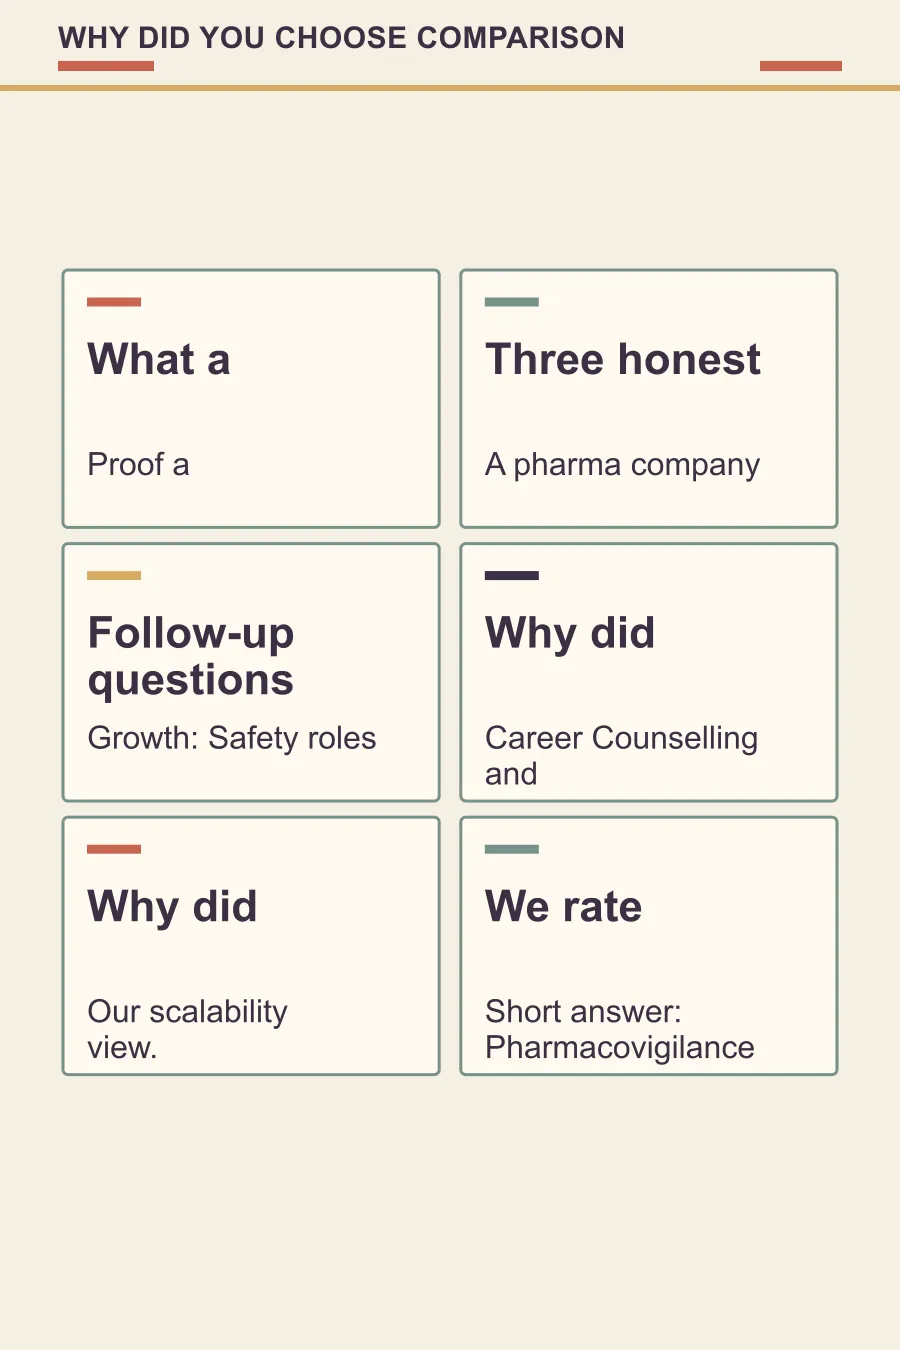 WHY DID YOU CHOOSE COMPARISON
What a
Proof a
Three honest
A pharma company
Follow-up
questions
Growth: Safety roles
Why did
Career Counselling
and
Why did
Our scalability
view.
We rate
Short answer:
Pharmacovigilance